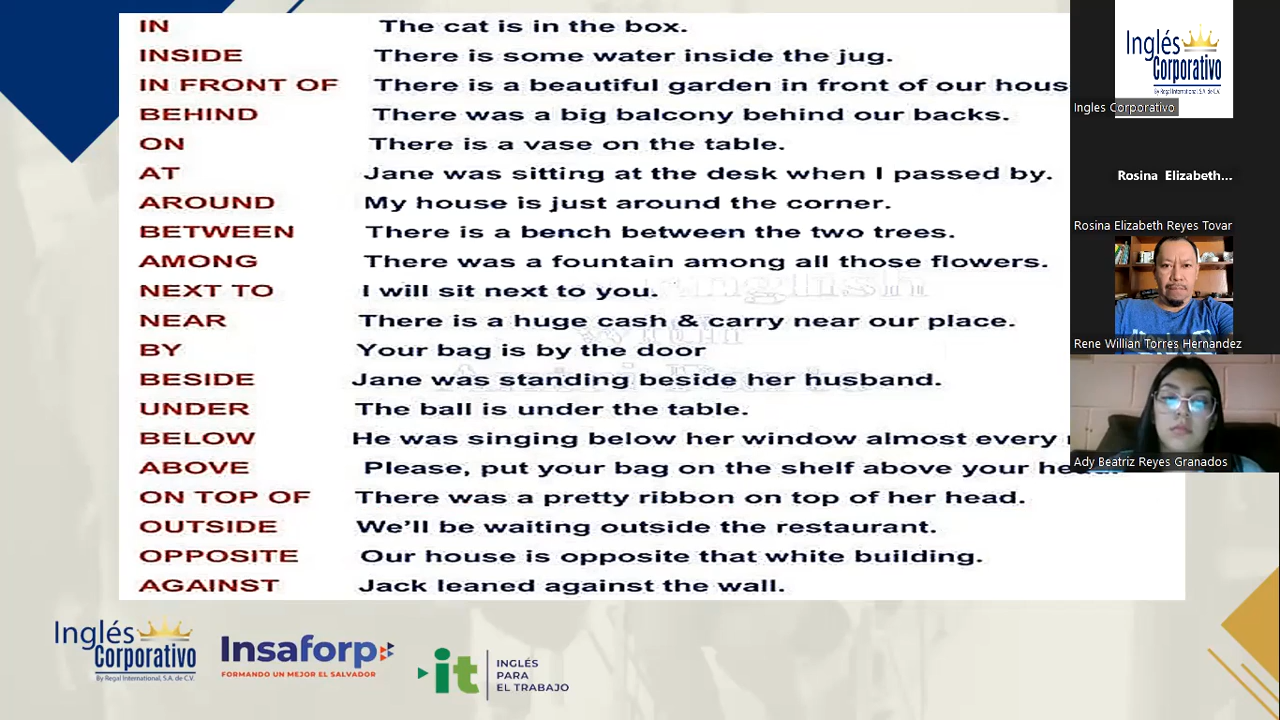 IN The cat is in the box.
INSIDE There is some water inside the jug.
IN FRONT OF There is a beautiful garden in front of our hous
BEHIND There was a big balcony behind our backs.
ON There is a vase on the table.
AT Jane was sitting at the desk when I passed by.
AROUND My house is just around the corner.
BETWEEN There is a bench between the two trees.
AMONG There was a fountain among all those flowers.
NEXT TO I will sit next to you.
NEAR There is a huge cash & carry near our place.
BY Your bag is by the door
BESIDE Jane was standing beside her husband.
UNDER The ball is under the table.
BELOW He was singing below her window almost every
ABOVE Please, put your bag on the shelf above your he
ON TOP OF There was a pretty ribbon on top of her head.
OUTSIDE We'll be waiting outside the restaurant.
OPPOSITE Our house is opposite that white building.
AGAINST Jack leaned against the wall.
Inglés
Corporativo
By Regal International, S.A. de C.V.
Insaforp
FORMANDO UN MEJOR EL SALVADOR
it
INGLÉS
PARA
EL TRABAJO
Inglés
Corporativo
By Regal International, S.A. de C.V.
Ingles Corporativo
Rosina Elizabeth...
Rosina Elizabeth Reyes Tovar
Rene Willian Torres Hernandez
Ady Beatriz Reyes Granados